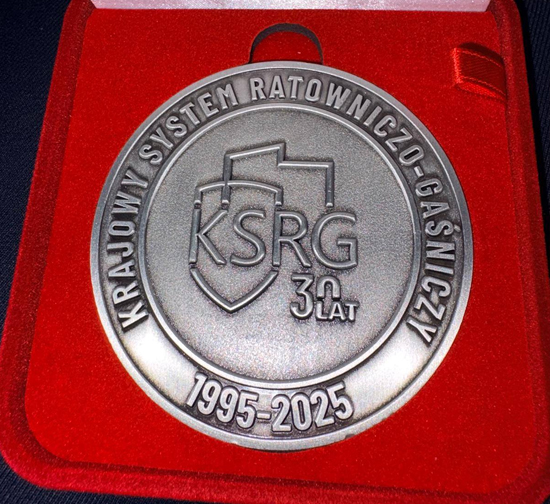 KRAJOWY SYSTEM RATOWNICZO-GAŚNICZY
KSRG
30
LAT
1995-2025